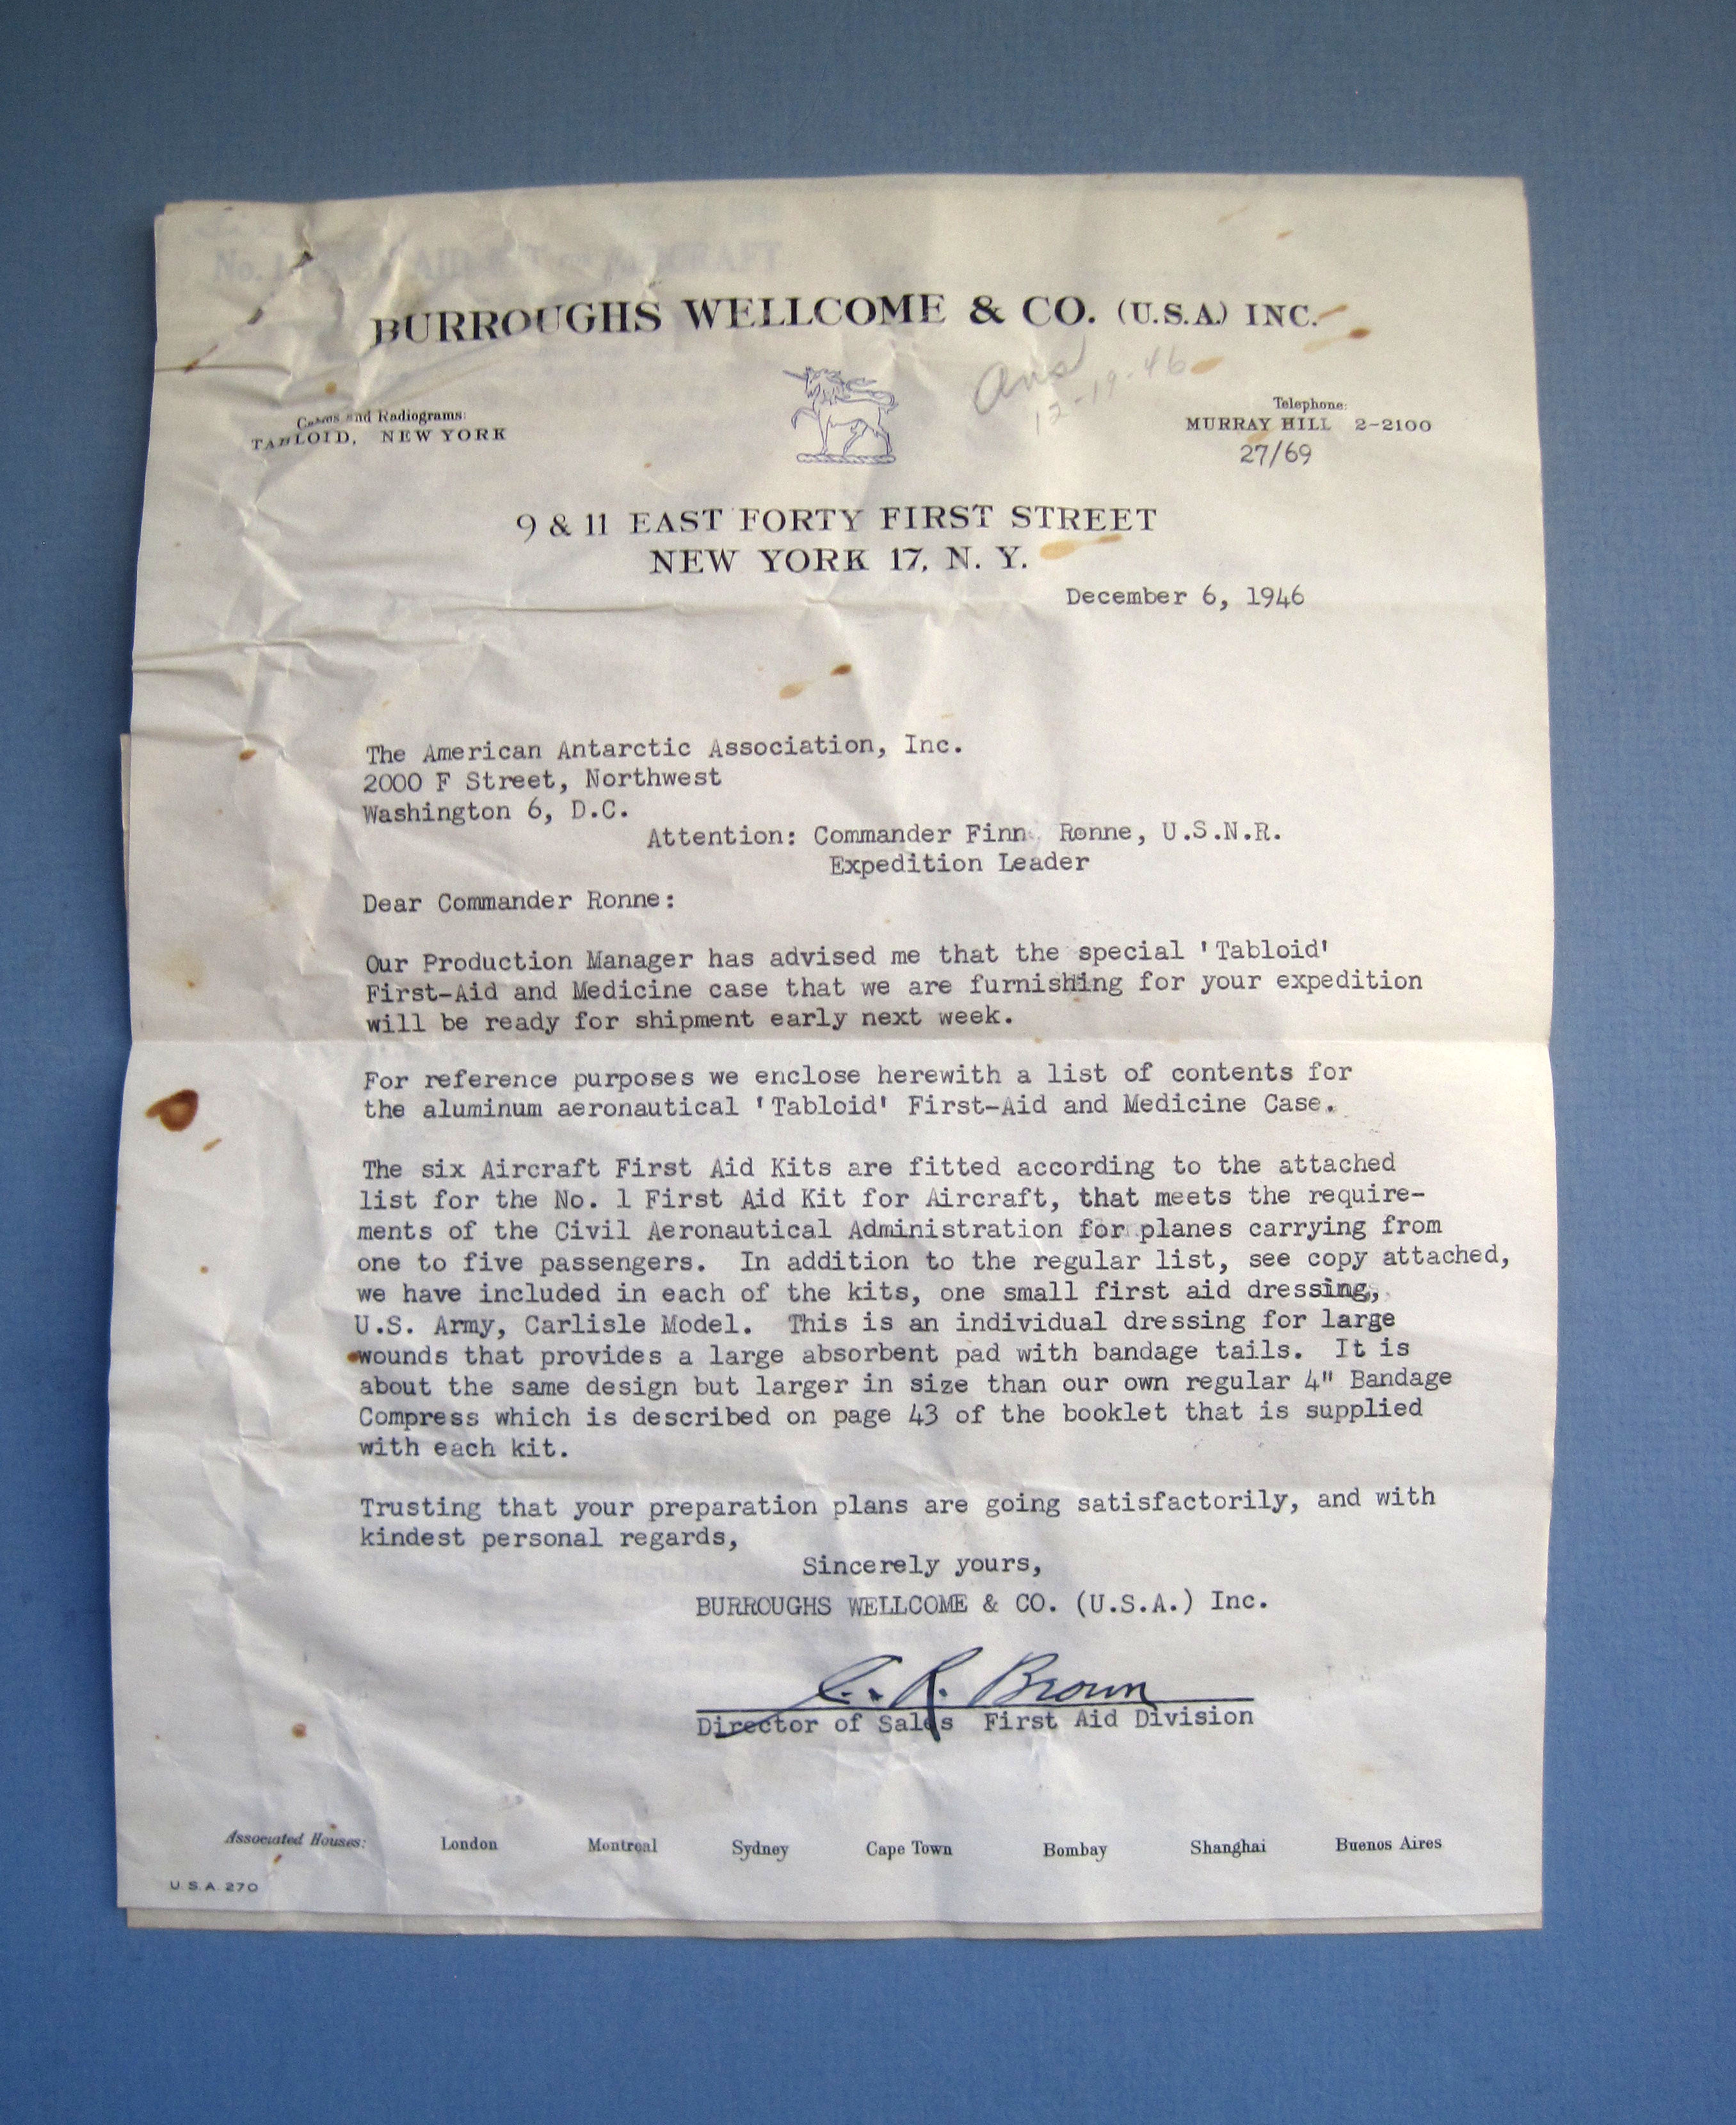 BURROUGHS WELLCOME & CO. (U.S.A.) INC.
Ans
12-19-46
Cables and Radiograms:
TABLOID, NEW YORK
Telephone:
MURRAY HILL 2-2100
27/69
9 & 11 EAST FORTY FIRST STREET
NEW YORK 17, N. Y.
December 6, 1946
The American Antarctic Association, Inc.
2000 F Street, Northwest
Washington 6, D.C.
Attention: Commander Finn Ronne, U.S.N.R.
Expedition Leader
Dear Commander Ronne:
Our Production Manager has advised me that the special 'Tabloid'
First-Aid and Medicine case that we are furnishing for your expedition
will be ready for shipment early next week.
For reference purposes we enclose herewith a list of contents for
the aluminum aeronautical 'Tabloid' First-Aid and Medicine Case.
The six Aircraft First Aid Kits are fitted according to the attached
list for the No. 1 First Aid Kit for Aircraft, that meets the require-
ments of the Civil Aeronautical Administration for planes carrying from
one to five passengers. In addition to the regular list, see copy attached,
we have included in each of the kits, one small first aid dressing,
U.S. Army, Carlisle Model. This is an individual dressing for large
wounds that provides a large absorbent pad with bandage tails. It is
about the same design but larger in size than our own regular 4" Bandage
Compress which is described on page 43 of the booklet that is supplied
with each kit.
Trusting that your preparation plans are going satisfactorily, and with
kindest personal regards,
Sincerely yours,
BURROUGHS WELLCOME & CO. (U.S.A.) Inc.
C. R. Brown
Director of Sales First Aid Division
Associated Houses: London Montreal Sydney Cape Town Bombay Shanghai Buenos Aires
U.S.A. 270